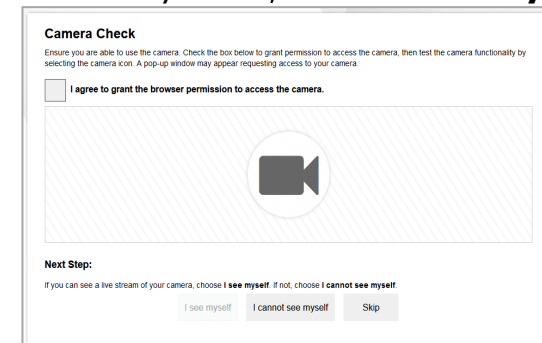 Camera Check
Ensure you are able to use the camera. Check the box below to grant permission to access the camera, then test the camera functionality by
selecting the camera icon. A pop-up window may appear requesting access to your camera.
I agree to grant the browser permission to access the camera.
Next Step:
If you can see a live stream of your camera, choose I see myself. If not, choose I cannot see myself.
I see myself I cannot see myself Skip